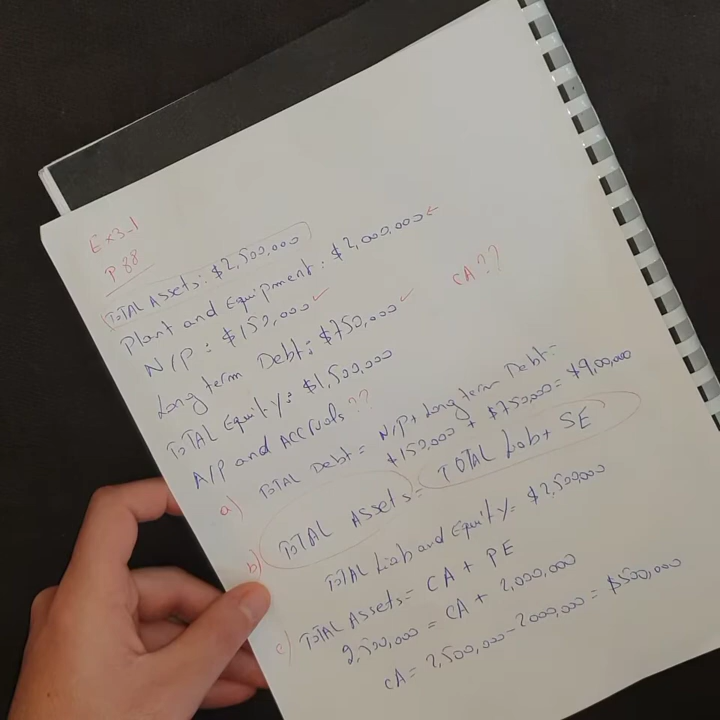 Ex3-1
P 88
TOTAL Assets: $2,500,000
Plant and Equipment: $2,000,000
N/P: $150,000 ✓
CA??
Long term Debt: $750,000 ✓
TOTAL Equity: $1,500,000
A/P and Accruals??
a) TOTAL Debt = N/P + Long term Debt =
$150,000 + $750,000 = $9,00,000
b) TOTAL Assets = TOTAL Liab + SE
TOTAL Liab and Equity = $2,500,000
c) TOTAL Assets = CA + PE
2,500,000 = CA + 2,000,000
CA = 2,500,000 - 2000,000 = $500,000